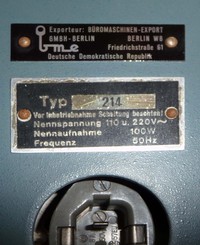 Exporteur: BÜROMASCHINEN-EXPORT
GMBH-BERLIN BERLIN W8
bme Friedrichstraße 61
Deutsche Demokratische Republik
Typ 214
Vor Inbetriebnahme Schaltung beachten!
Nennspannung 110 u. 220V~
Nennaufnahme 100W
Frequenz 50Hz